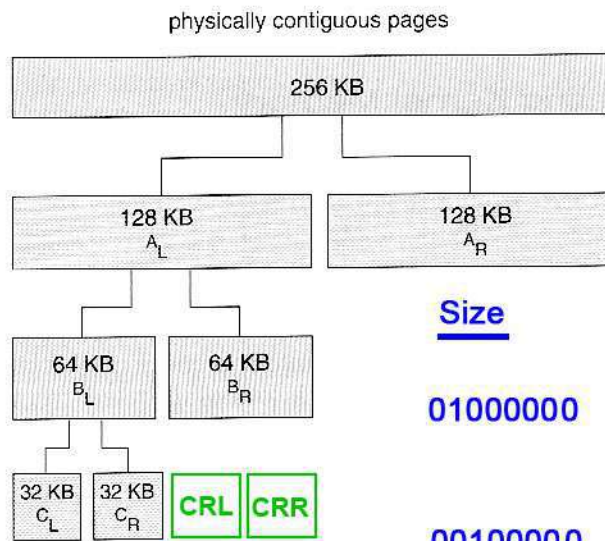 physically contiguous pages
256 KB
128 KB
A_L
128 KB
A_R
Size
64 KB
B_L
64 KB
B_R
01000000
32 KB
C_L
32 KB
C_R
CRL
CRR
00100000